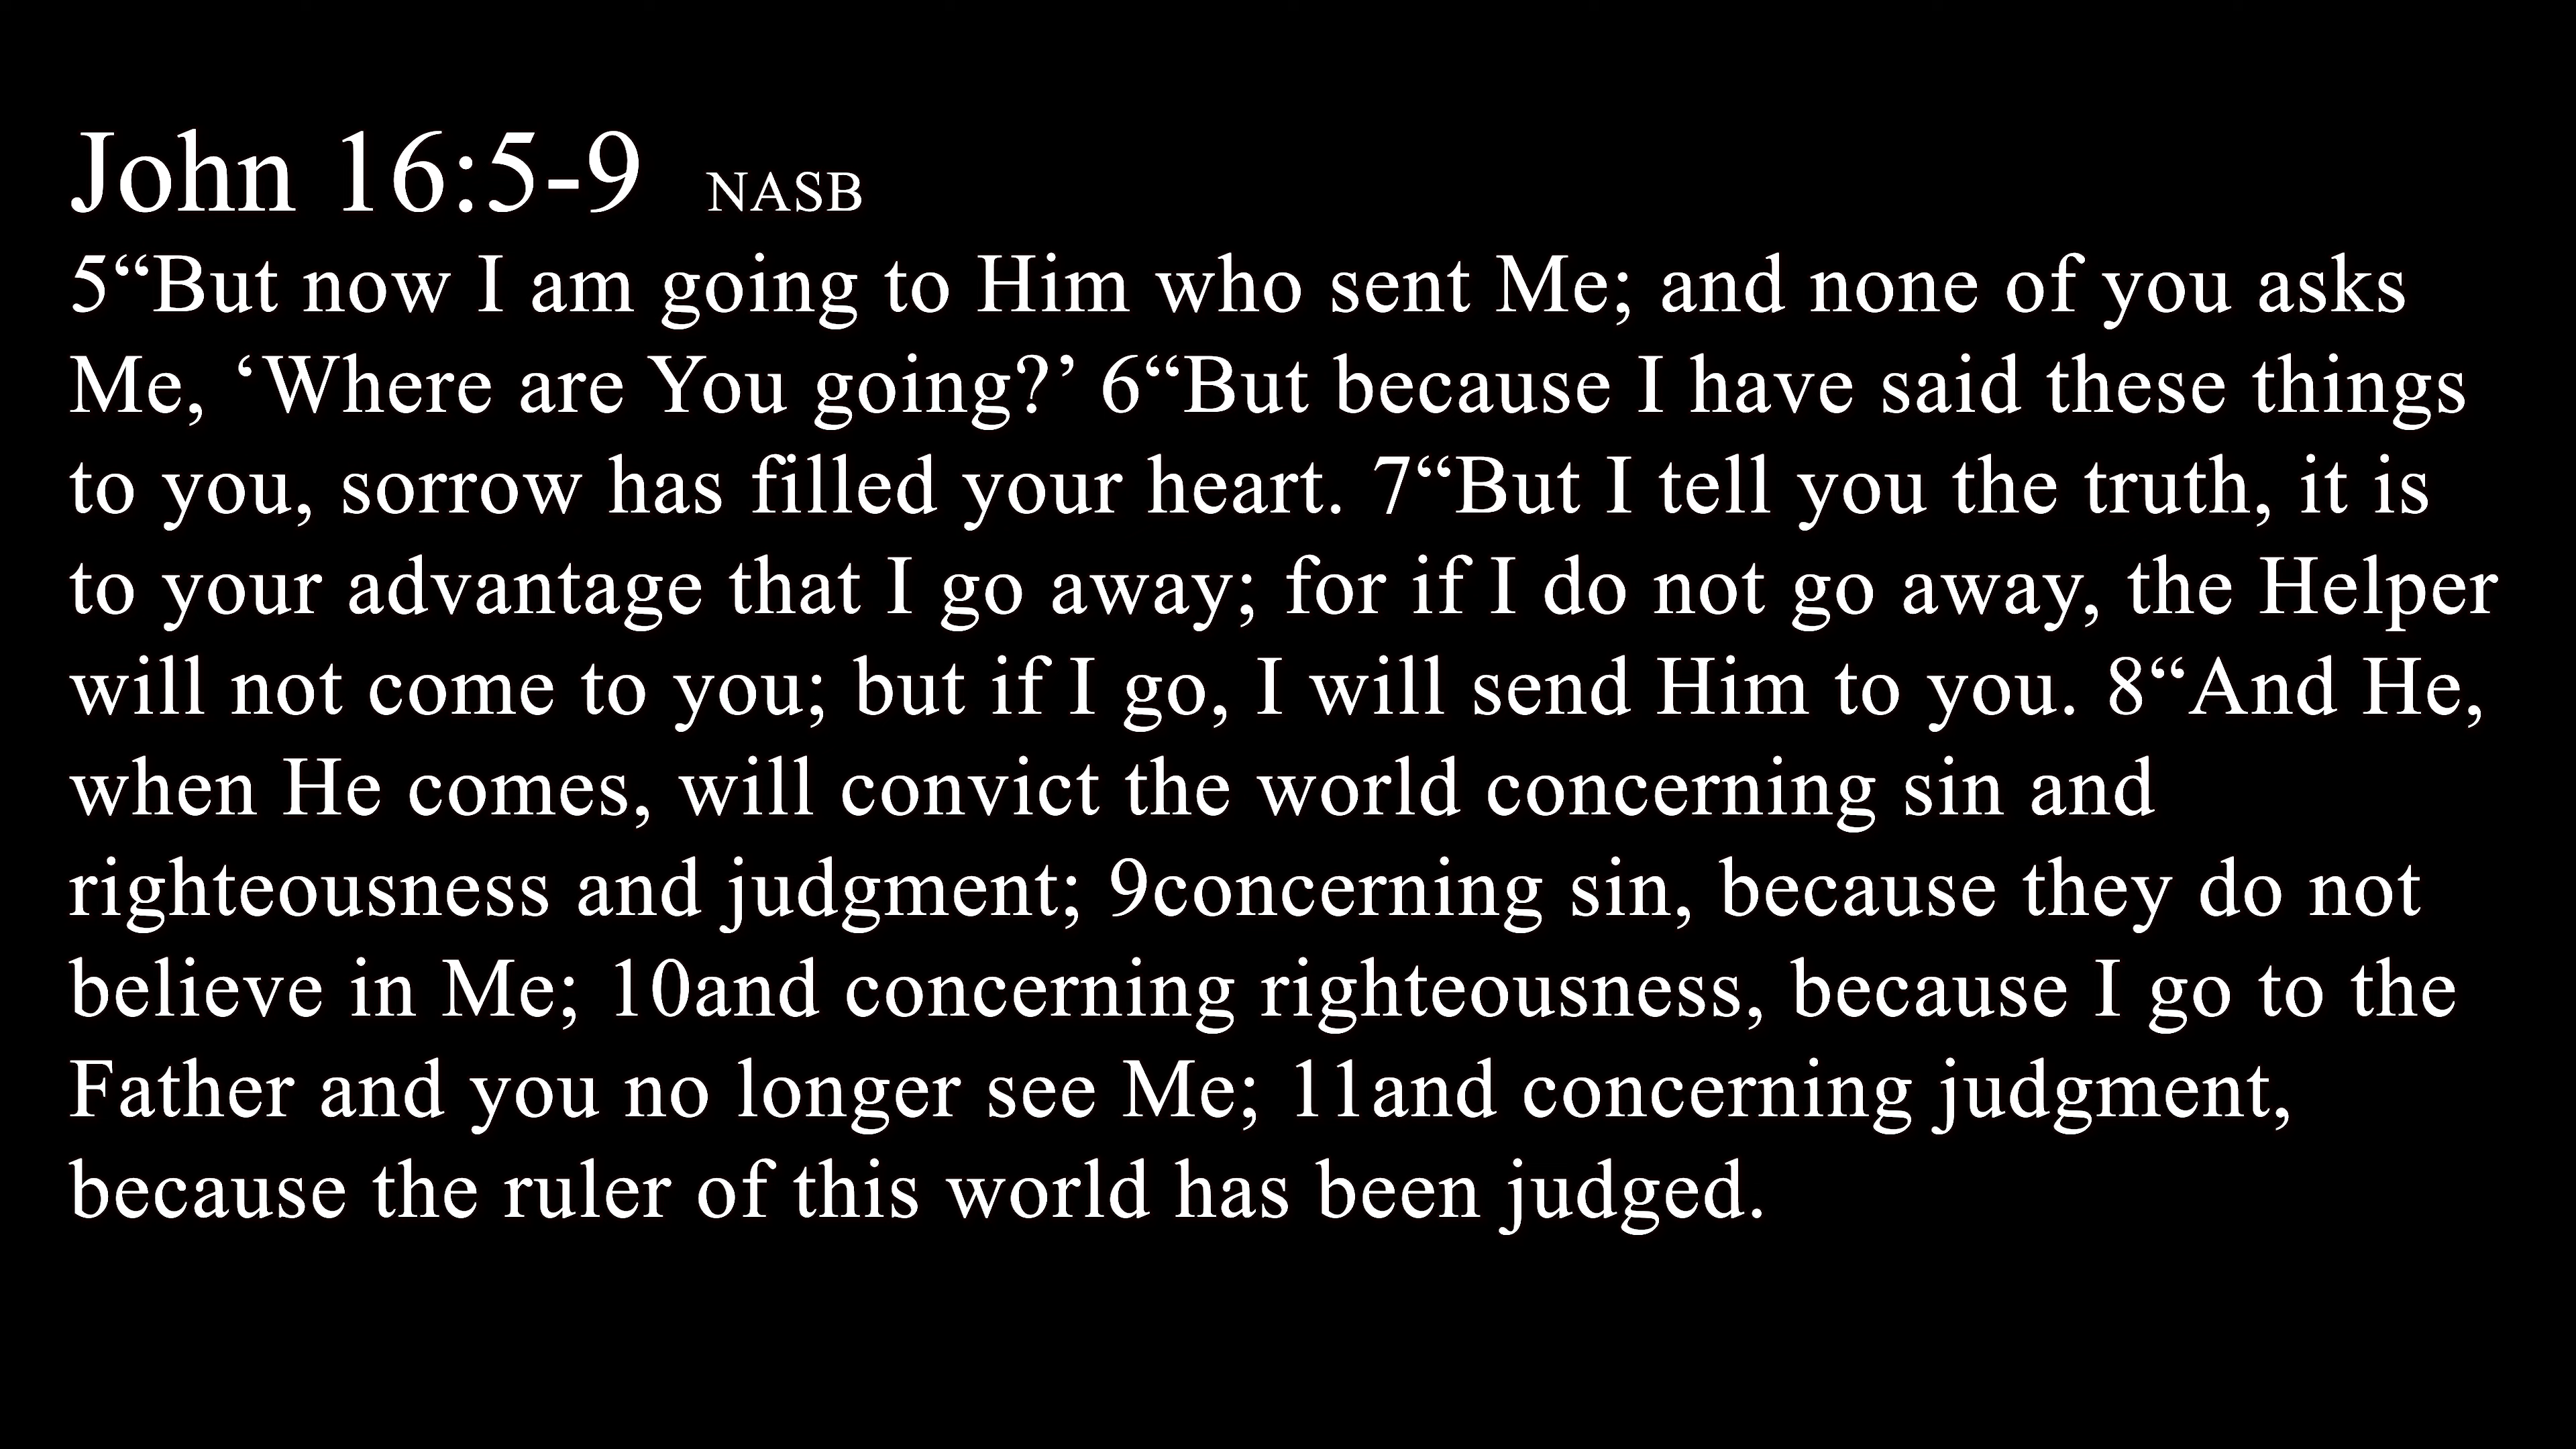 John 16:5-9 NASB
5“But now I am going to Him who sent Me; and none of you asks
Me, ‘Where are You going?’ 6“But because I have said these things
to you, sorrow has filled your heart. 7“But I tell you the truth, it is
to your advantage that I go away; for if I do not go away, the Helper
will not come to you; but if I go, I will send Him to you. 8“And He,
when He comes, will convict the world concerning sin and
righteousness and judgment; 9concerning sin, because they do not
believe in Me; 10and concerning righteousness, because I go to the
Father and you no longer see Me; 11and concerning judgment,
because the ruler of this world has been judged.